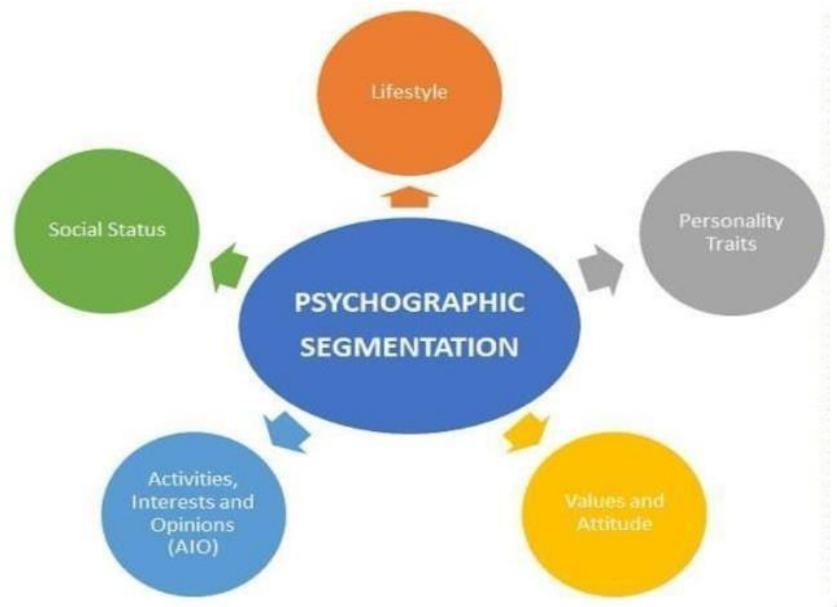 Lifestyle
Social Status
Personality
Traits
PSYCHOGRAPHIC
SEGMENTATION
Activities,
Interests and
Opinions
(AIO)
Values and
Attitude